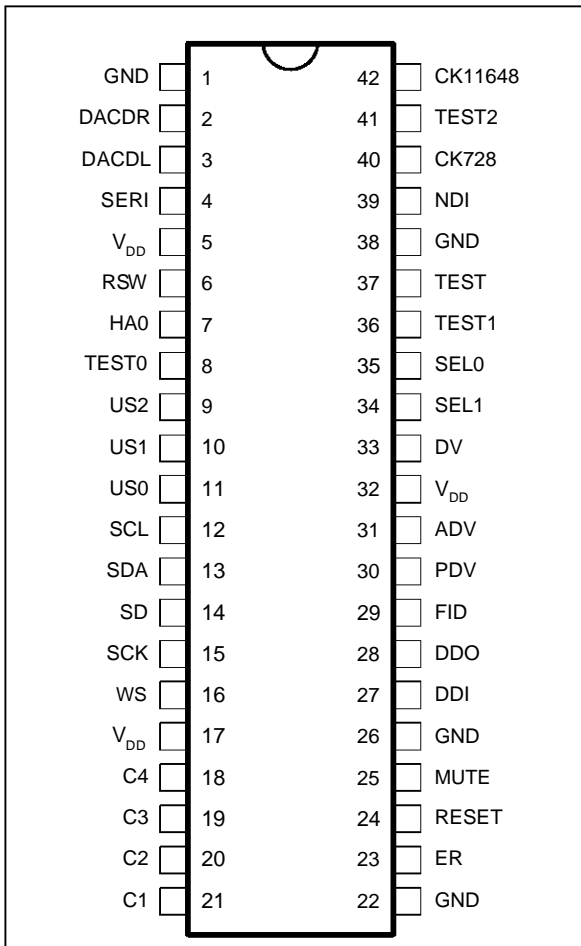 GND 1 42 CK11648
DACDR 2 41 TEST2
DACDL 3 40 CK728
SERI 4 39 NDI
VDD 5 38 GND
RSW 6 37 TEST
HA0 7 36 TEST1
TEST0 8 35 SEL0
US2 9 34 SEL1
US1 10 33 DV
US0 11 32 VDD
SCL 12 31 ADV
SDA 13 30 PDV
SD 14 29 FID
SCK 15 28 DDO
WS 16 27 DDI
VDD 17 26 GND
C4 18 25 MUTE
C3 19 24 RESET
C2 20 23 ER
C1 21 22 GND